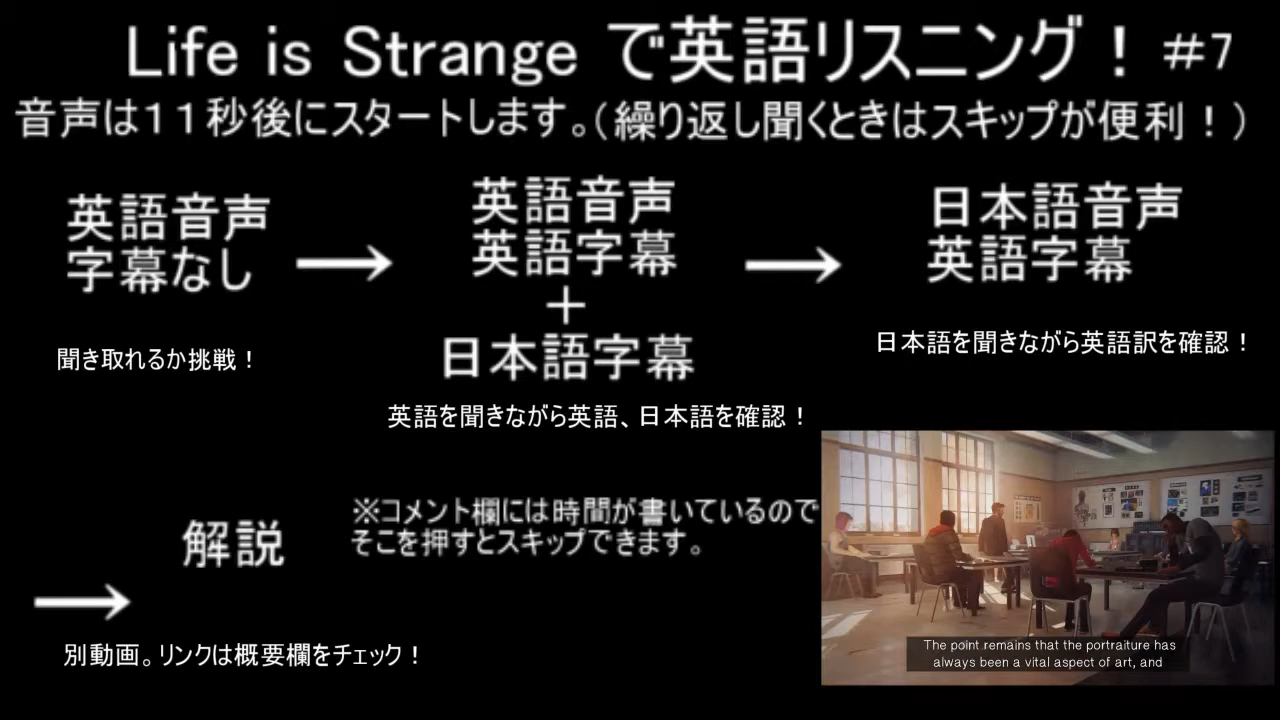 Life is Strange で英語リスニング！ ＃7
音声は１１秒後にスタートします。（繰り返し聞くときはスキップが便利！）
英語音声
字幕なし
聞き取れるか挑戦！
→
英語音声
英語字幕
＋
日本語字幕
英語を聞きながら英語、日本語を確認！
→
日本語音声
英語字幕
日本語を聞きながら英語訳を確認！
→
解説
別動画。リンクは概要欄をチェック！
※コメント欄には時間が書いているので
そこを押すとスキップできます。
The point remains that the portraiture has
always been a vital aspect of art, and